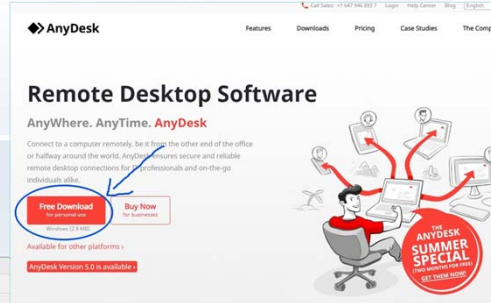 Call Sales: +1 647 946 893 7 Login Help Center Blog English
AnyDesk
Features Downloads Pricing Case Studies The Comp
Remote Desktop Software
AnyWhere. AnyTime. AnyDesk
Connect to a computer remotely, be it from the other end of the office
or halfway around the world. AnyDesk ensures secure and reliable
remote desktop connections for IT professionals and on-the-go
individuals alike.
Free Download
for personal use
Buy Now
for businesses
Windows (2.9 MB)
Available for other platforms ›
AnyDesk Version 5.0 is available ›
THE
ANYDESK
SUMMER
SPECIAL
(TWO MONTHS FOR FREE)
GET THEM NOW!